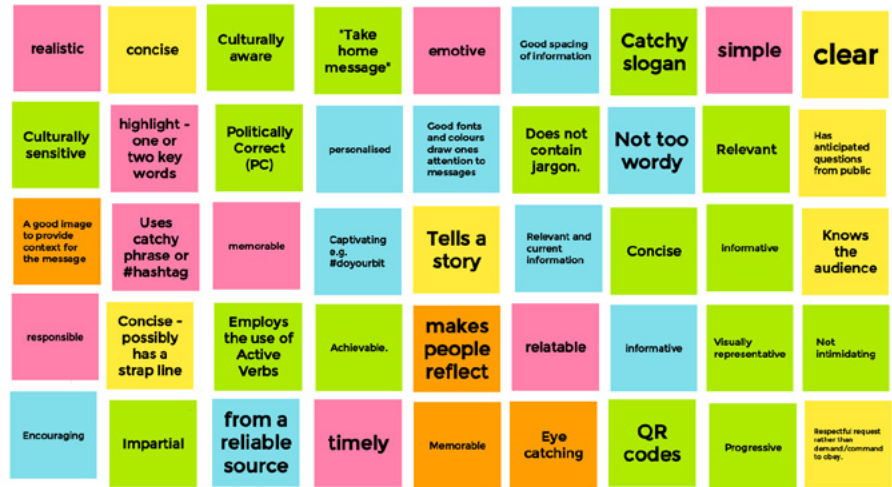 realistic
concise
Culturally
aware
"Take
home
message"
emotive
Good spacing
of information
Catchy
slogan
simple
clear
Culturally
sensitive
highlight -
one or
two key
words
Politically
Correct
(PC)
personalised
Good fonts
and colours
draw ones
attention to
messages
Does not
contain
jargon.
Not too
wordy
Relevant
Has
anticipated
questions
from public
A good image
to provide
context for
the message
Uses
catchy
phrase or
#hashtag
memorable
Captivating
e.g.
#doyourbit
Tells a
story
Relevant and
current
information
Concise
informative
Knows
the
audience
responsible
Concise -
possibly
has a
strap line
Employs
the use of
Active
Verbs
Achievable.
makes
people
reflect
relatable
informative
Visually
representative
Not
intimidating
Encouraging
Impartial
from a
reliable
source
timely
Memorable
Eye
catching
QR
codes
Progressive
Respectful request
rather than
demand/command
to obey.